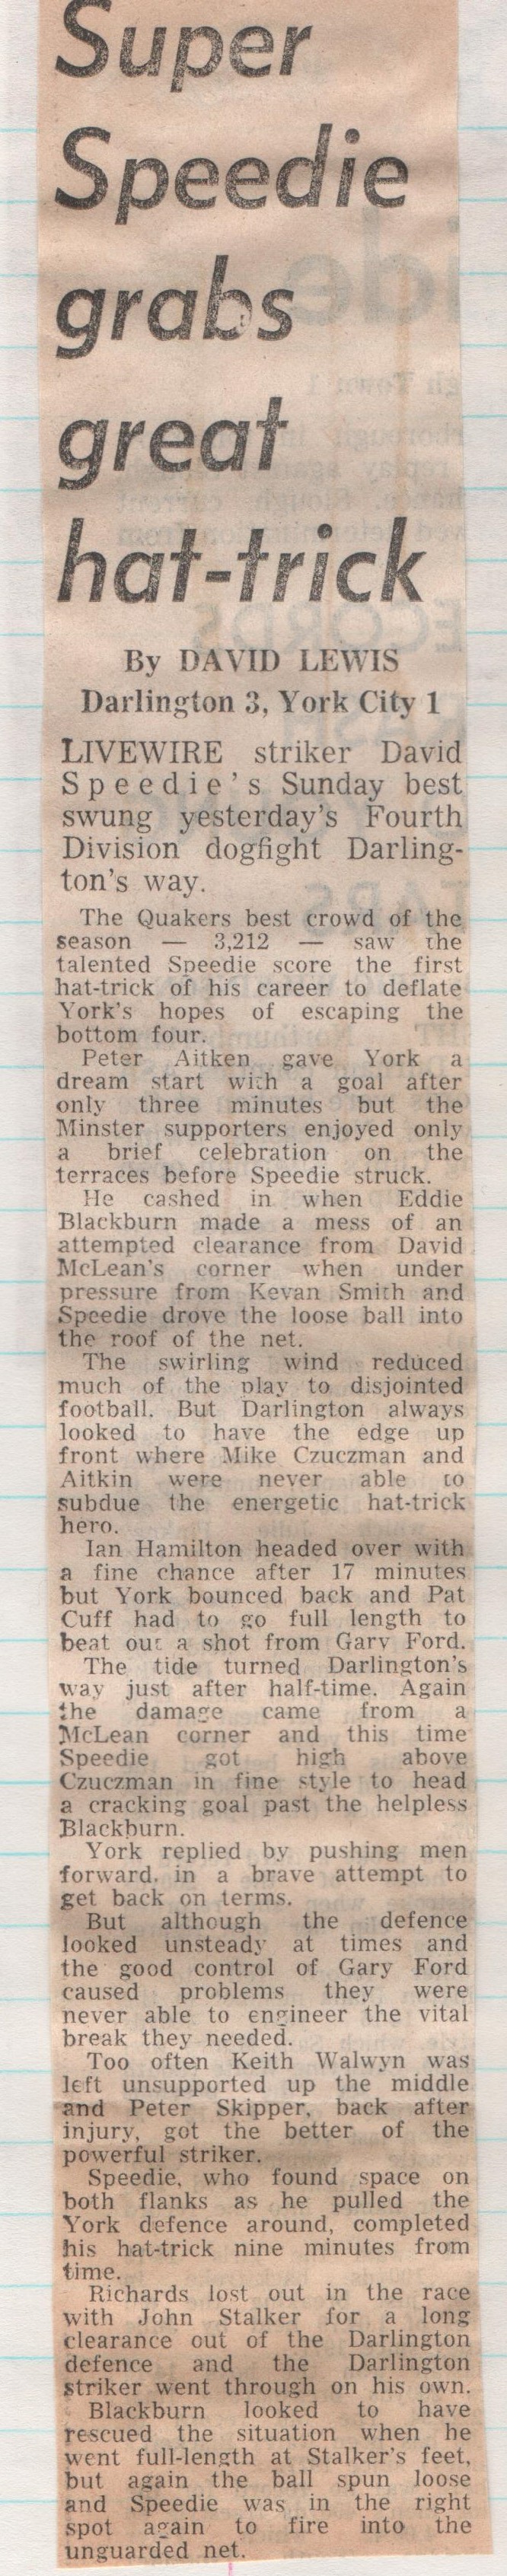 Super
Speedie
grabs
great
hat-trick
By DAVID LEWIS
Darlington 3, York City 1
LIVEWIRE striker David
Speedie's Sunday best
swung yesterday's Fourth
Division dogfight Darling-
ton's way.
The Quakers best crowd of the
season — 3,212 — saw the
talented Speedie score the first
hat-trick of his career to deflate
York's hopes of escaping the
bottom four.
Peter Aitken gave York a
dream start with a goal after
only three minutes but the
Minster supporters enjoyed only
a brief celebration on the
terraces before Speedie struck.
He cashed in when Eddie
Blackburn made a mess of an
attempted clearance from David
McLean's corner when under
pressure from Kevan Smith and
Speedie drove the loose ball into
the roof of the net.
The swirling wind reduced
much of the play to disjointed
football. But Darlington always
looked to have the edge up
front where Mike Czuczman and
Aitkin were never able to
subdue the energetic hat-trick
hero.
Ian Hamilton headed over with
a fine chance after 17 minutes
but York bounced back and Pat
Cuff had to go full length to
beat out a shot from Gary Ford.
The tide turned Darlington's
way just after half-time. Again
the damage came from a
McLean corner and this time
Speedie got high above
Czuczman in fine style to head
a cracking goal past the helpless
Blackburn.
York replied by pushing men
forward, in a brave attempt to
get back on terms.
But although the defence
looked unsteady at times and
the good control of Gary Ford
caused problems they were
never able to engineer the vital
break they needed.
Too often Keith Walwyn was
left unsupported up the middle
and Peter Skipper, back after
injury, got the better of the
powerful striker.
Speedie, who found space on
both flanks as he pulled the
York defence around, completed
his hat-trick nine minutes from
time.
Richards lost out in the race
with John Stalker for a long
clearance out of the Darlington
defence and the Darlington
striker went through on his own.
Blackburn looked to have
rescued the situation when he
went full-length at Stalker's feet,
but again the ball spun loose
and Speedie was in the right
spot again to fire into the
unguarded net.